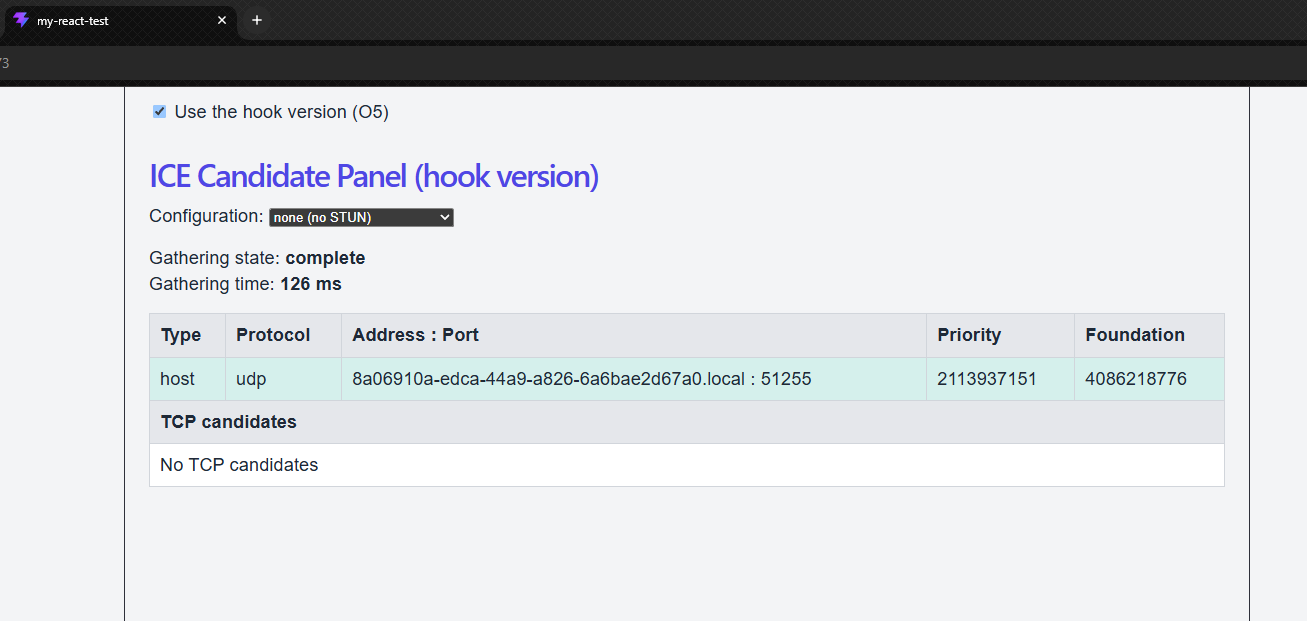 my-react-test
73
Use the hook version (O5)
ICE Candidate Panel (hook version)
Configuration: none (no STUN)
Gathering state: complete
Gathering time: 126 ms
Type Protocol Address : Port Priority Foundation
host udp 8a06910a-edca-44a9-a826-6a6bae2d67a0.local : 51255 2113937151 4086218776
TCP candidates
No TCP candidates